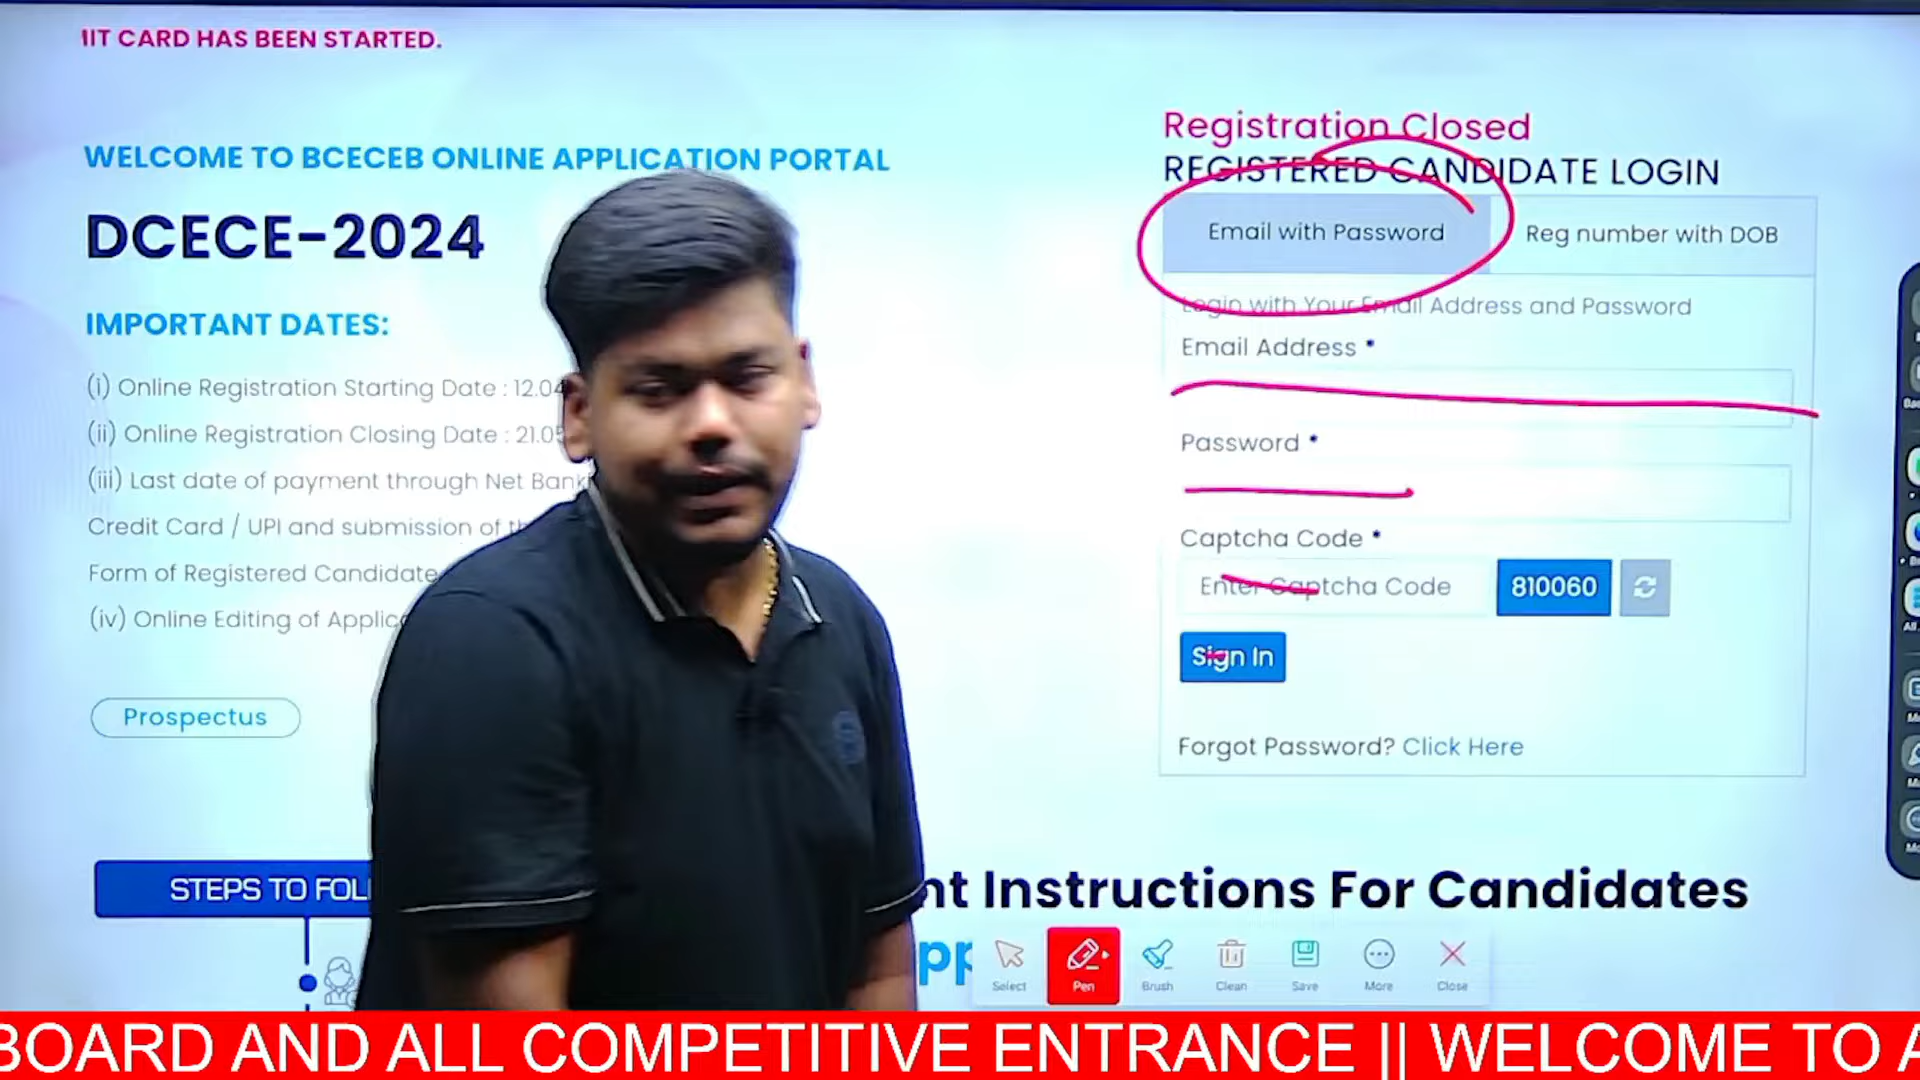 IIT CARD HAS BEEN STARTED.
WELCOME TO BCECEB ONLINE APPLICATION PORTAL
DCECE-2024
IMPORTANT DATES:
(i) Online Registration Starting Date : 12.04
(ii) Online Registration Closing Date : 21.05
(iii) Last date of payment through Net Banki
Credit Card / UPI and submission of th
Form of Registered Candidate
(iv) Online Editing of Applic
Prospectus
STEPS TO FOLL
Registration Closed
REGISTERED CANDIDATE LOGIN
Email with Password
Reg number with DOB
Login with Your Email Address and Password
Email Address *
Password *
Captcha Code *
Enter Captcha Code
810060
Sign In
Forgot Password? Click Here
nt Instructions For Candidates
pp
Select
Pen
Brush
Clean
Save
More
Close
BOARD AND ALL COMPETITIVE ENTRANCE || WELCOME TO A